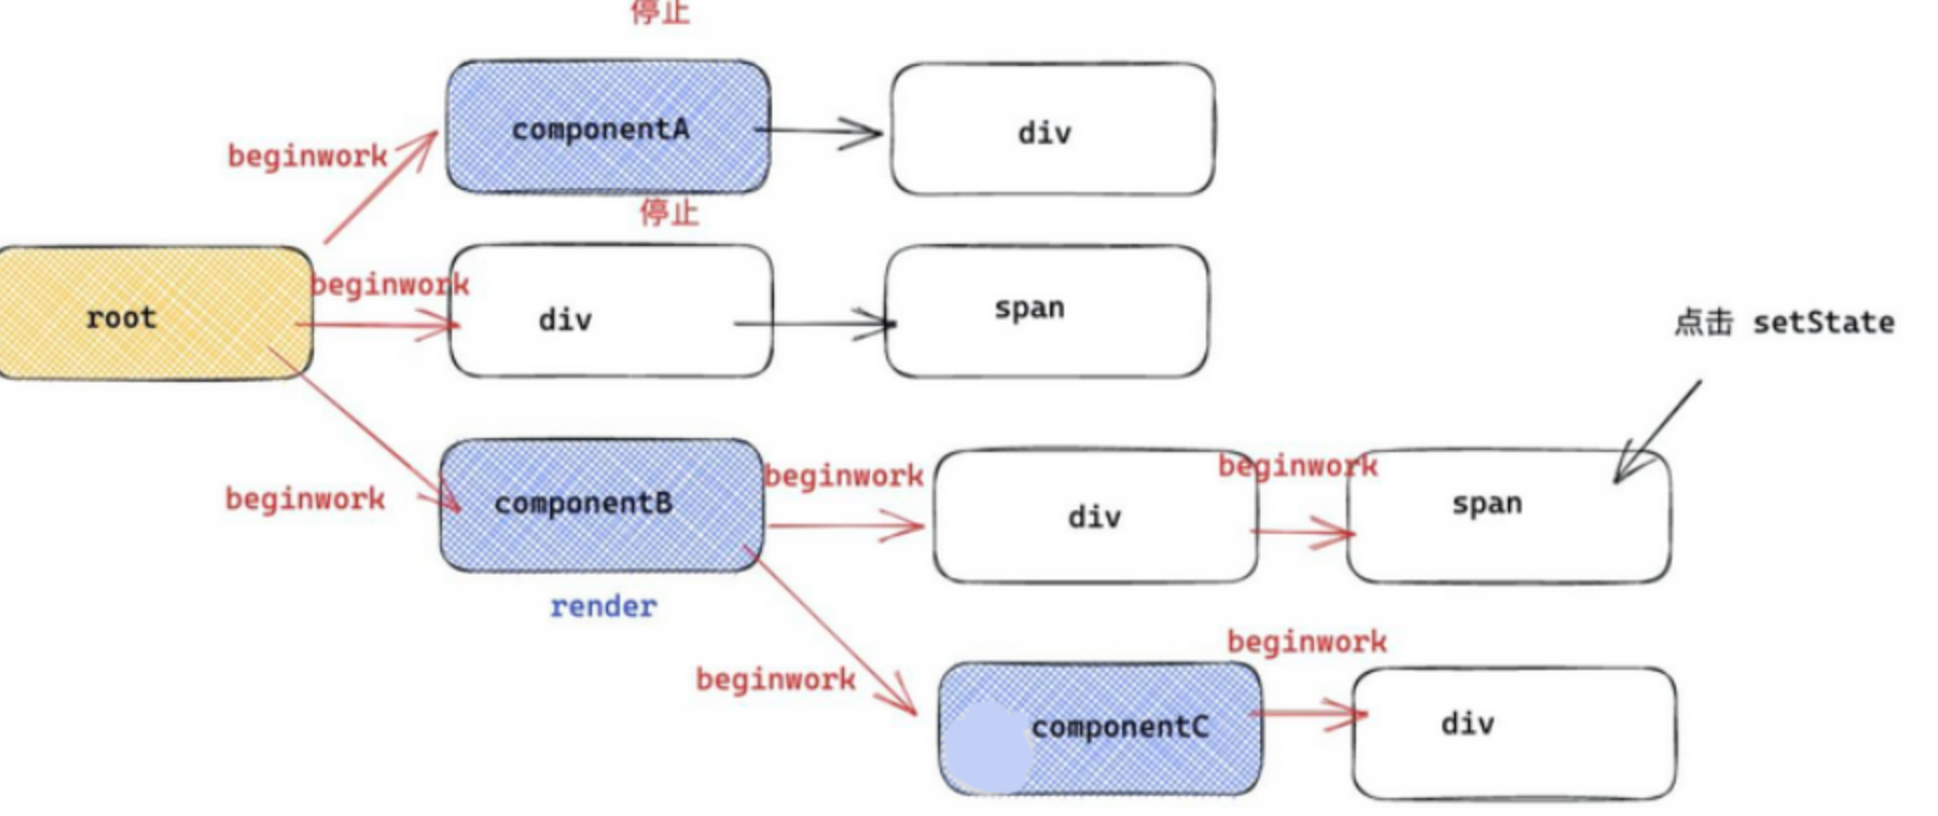 停止
componentA
div
beginwork
停止
beginwork
root
div
span
点击 setState
beginwork
componentB
beginwork
div
beginwork
span
render
beginwork
componentC
beginwork
div